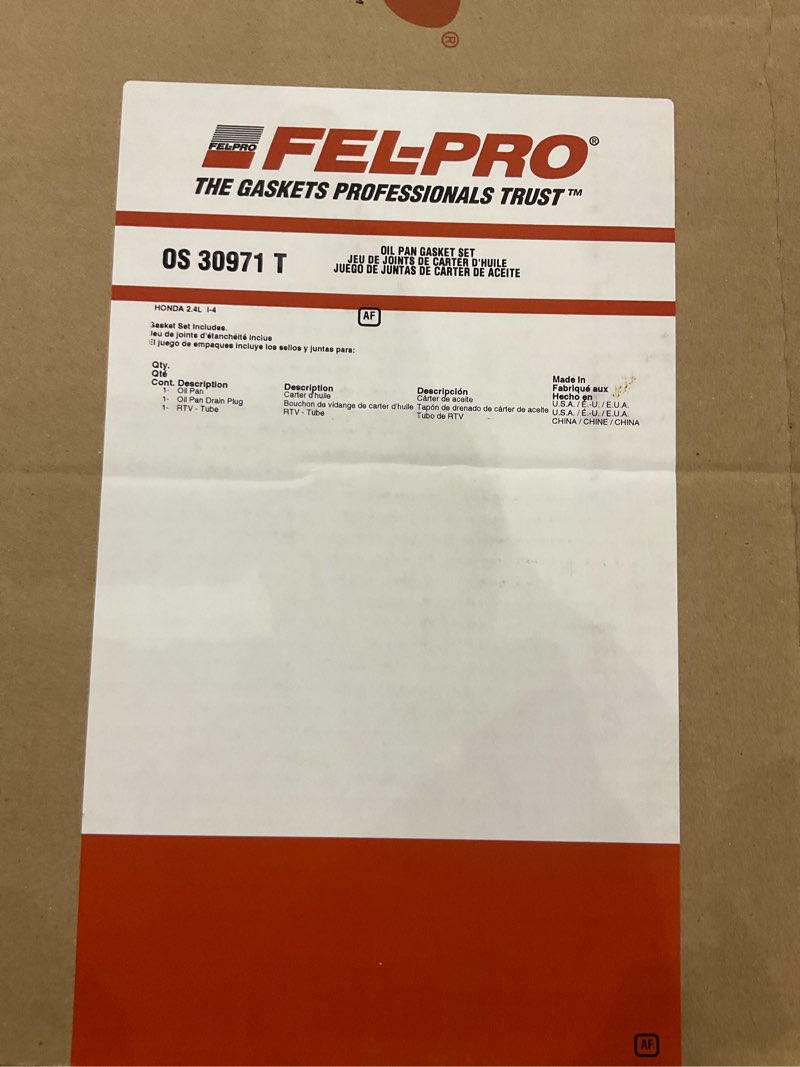 ®
FEL-PRO FEL-PRO®
THE GASKETS PROFESSIONALS TRUST™
OS 30971 T
OIL PAN GASKET SET
JEU DE JOINTS DE CARTER D'HUILE
JUEGO DE JUNTAS DE CARTER DE ACEITE
HONDA 2.4L I-4
AF
Gasket Set Includes.
Jeu de joints d'étanchéité inclus
El juego de empaques incluye los sellos y juntas para:
Qty.
Qté
Cont. Description Description Descripción Made In
Fabriqué aux
Hecho en
1- Oil Pan Carter d'huile Cárter de aceite U.S.A. / É.-U. / E.U.A.
1- Oil Pan Drain Plug Bouchon de vidange de carter d'huile Tapón de drenado de cárter de aceite U.S.A. / É.-U. / E.U.A.
1- RTV - Tube RTV - Tube Tubo de RTV CHINA / CHINE / CHINA
AF